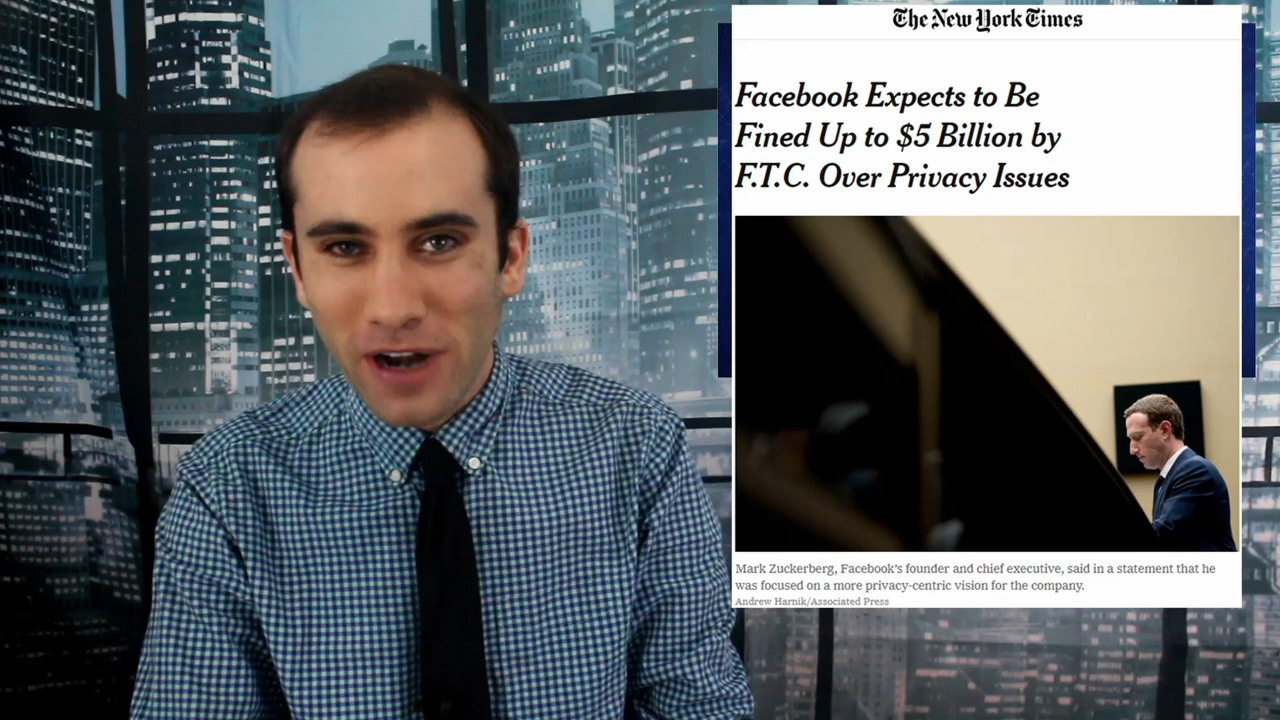 The New York Times
Facebook Expects to Be
Fined Up to $5 Billion by
F.T.C. Over Privacy Issues
Mark Zuckerberg, Facebook's founder and chief executive, said in a statement that he
was focused on a more privacy-centric vision for the company.
Andrew Harnik/Associated Press